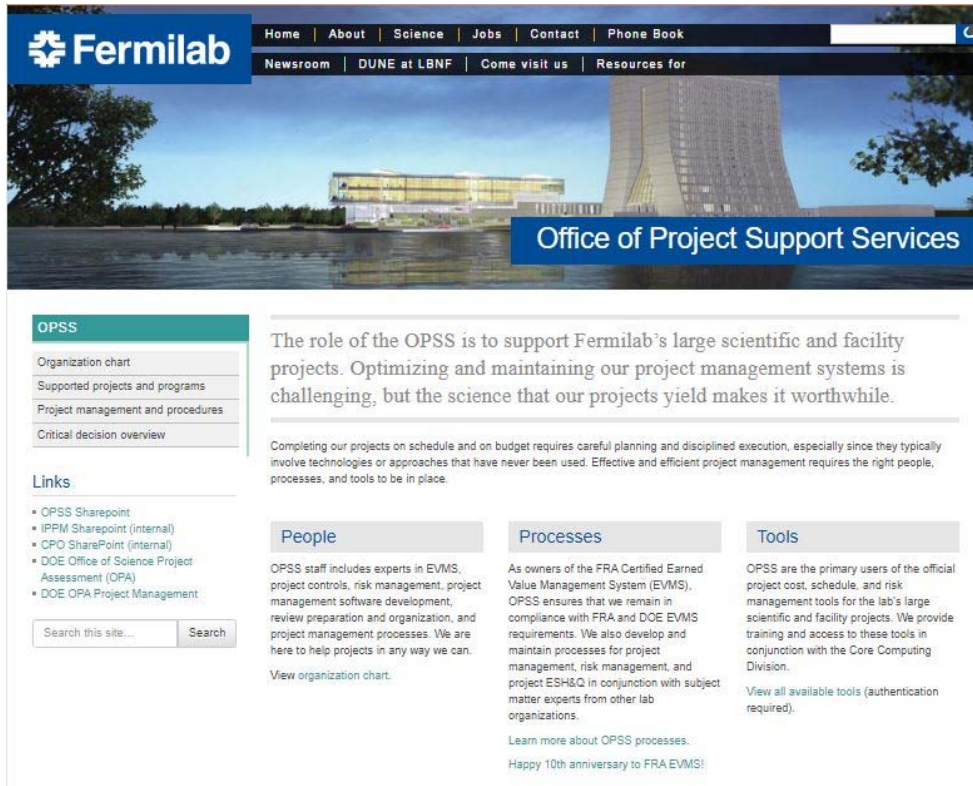 Fermilab
Home | About | Science | Jobs | Contact | Phone Book
Newsroom | DUNE at LBNF | Come visit us | Resources for
Office of Project Support Services
OPSS
Organization chart
Supported projects and programs
Project management and procedures
Critical decision overview
Links
OPSS Sharepoint
IPPM Sharepoint (internal)
CPO SharePoint (internal)
DOE Office of Science Project
Assessment (OPA)
DOE OPA Project Management
Search this site... Search
The role of the OPSS is to support Fermilab's large scientific and facility
projects. Optimizing and maintaining our project management systems is
challenging, but the science that our projects yield makes it worthwhile.
Completing our projects on schedule and on budget requires careful planning and disciplined execution, especially since they typically
involve technologies or approaches that have never been used. Effective and efficient project management requires the right people,
processes, and tools to be in place.
People
OPSS staff includes experts in EVMS,
project controls, risk management, project
management software development,
review preparation and organization, and
project management processes. We are
here to help projects in any way we can.
View organization chart.
Processes
As owners of the FRA Certified Earned
Value Management System (EVMS),
OPSS ensures that we remain in
compliance with FRA and DOE EVMS
requirements. We also develop and
maintain processes for project
management, risk management, and
project ESH&Q in conjunction with subject
matter experts from other lab
organizations.
Learn more about OPSS processes.
Happy 10th anniversary to FRA EVMS!
Tools
OPSS are the primary users of the official
project cost, schedule, and risk
management tools for the lab's large
scientific and facility projects. We provide
training and access to these tools in
conjunction with the Core Computing
Division.
View all available tools (authentication
required).